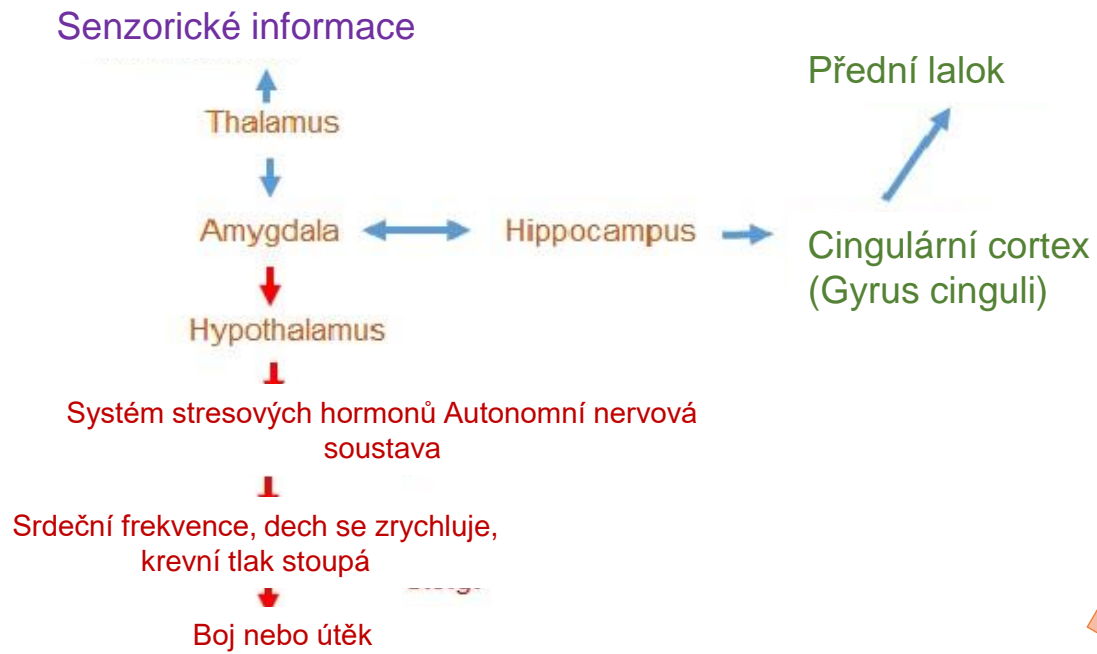 Senzorické informace
Přední lalok
Thalamus
Amygdala
Hippocampus
Cingulární cortex
(Gyrus cinguli)
Hypothalamus
Systém stresových hormonů Autonomní nervová
soustava
Srdeční frekvence, dech se zrychluje,
krevní tlak stoupá
Boj nebo útěk